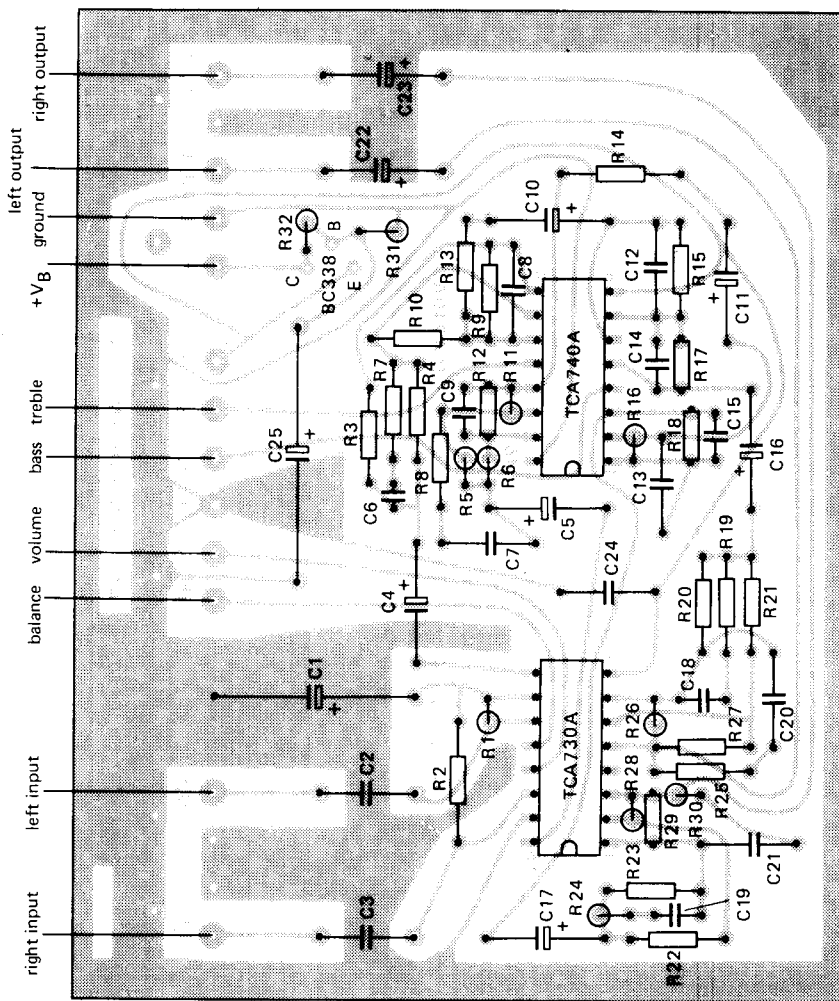 right output
left output
ground
+VB
treble
bass
volume
balance
left input
right input
C23
+
C22
+
R32
B
C
BC338
E
R31
C25
+
R14
C10
+
R13
R9
C8
R10
C12
R15
+
C11
R7
R4
R3
R12
R11
C9
TCA740A
C14
R17
R16
R18
C15
C16
+
C6
R8
R5
R6
C13
+
C5
C7
C24
C4
+
R19
R20
R21
C1
+
C2
R2
R1
TCA730A
R26
C18
R27
C20
R28
R25
R29
R30
C3
C17
+
R24
R23
C19
C21
R22